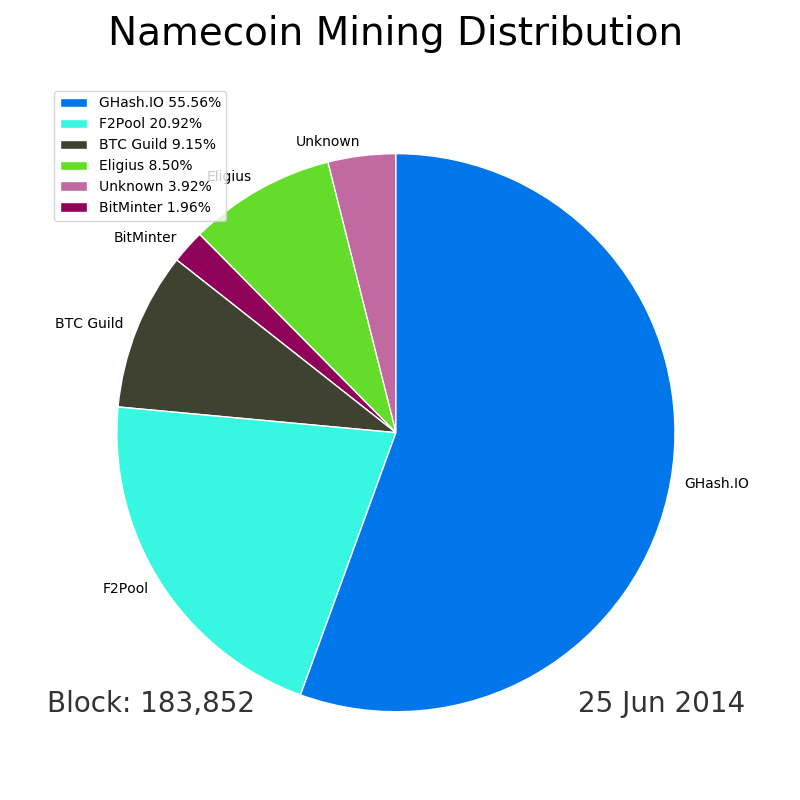 Namecoin Mining Distribution
GHash.IO 55.56%
F2Pool 20.92%
BTC Guild 9.15%
Eligius 8.50%
Unknown 3.92%
BitMinter 1.96%
Unknown
Eligius
BitMinter
BTC Guild
GHash.IO
F2Pool
Block: 183,852
25 Jun 2014